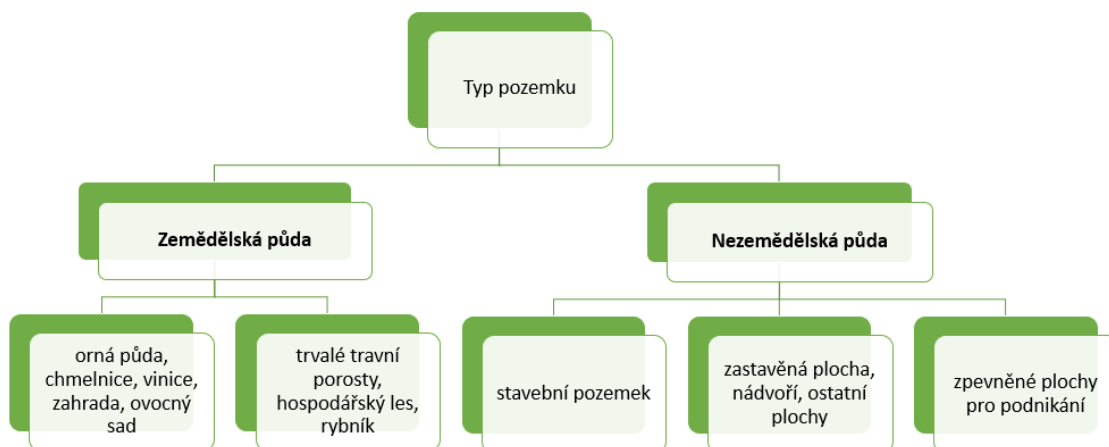 Typ pozemku
Zemědělská půda
Nezemědělská půda
orná půda,
chmelnice, vinice,
zahrada, ovocný
sad
trvalé travní
porosty,
hospodářský les,
rybník
stavební pozemek
zastavěná plocha,
nádvoří, ostatní
plochy
zpevněné plochy
pro podnikání